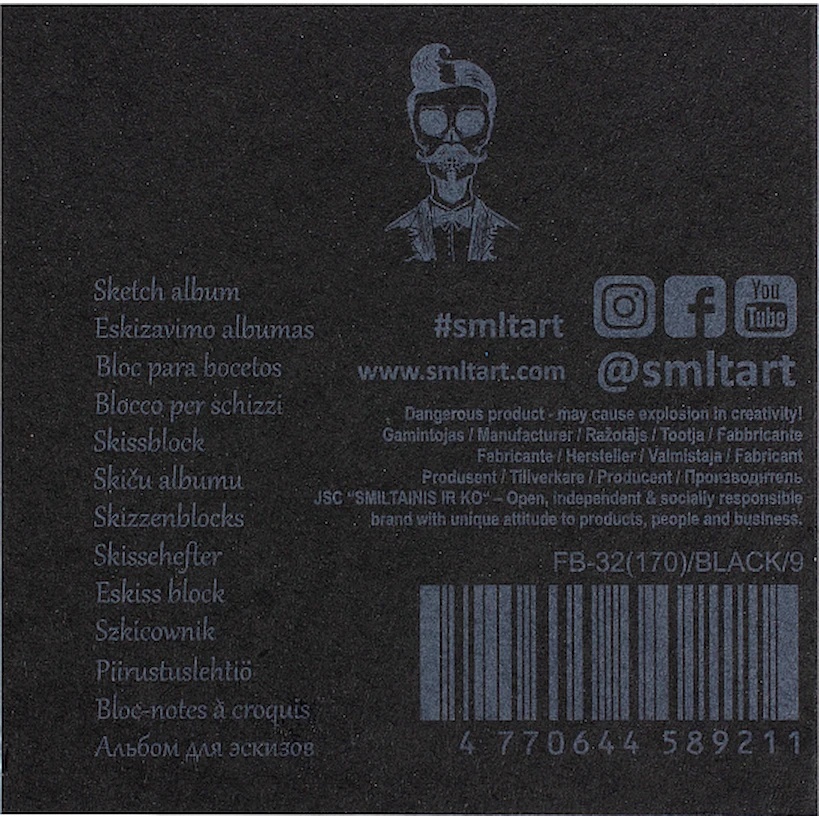 Sketch album
Eskizavimo albumas
Bloc para bocetos
Blocco per schizzi
Skissblock
Skiču albumu
Skizzenblocks
Skissehefter
Eskiss block
Szkicownik
Piirustuslehtiö
Bloc-notes à croquis
Альбом для эскизов
#smltart
You
Tube
www.smltart.com
@smltart
Dangerous product - may cause explosion in creativity!
Gamintojas / Manufacturer / Ražotājs / Tootja / Fabbricante
Fabricante / Hersteller / Valmistaja / Fabricant
Produsent / Tillverkare / Producent / Производитель
JSC "SMILTAINIS IR KO" – Open, independent & socially responsible
brand with unique attitude to products, people and business.
FB-32(170)/BLACK/9
4 770644 589211